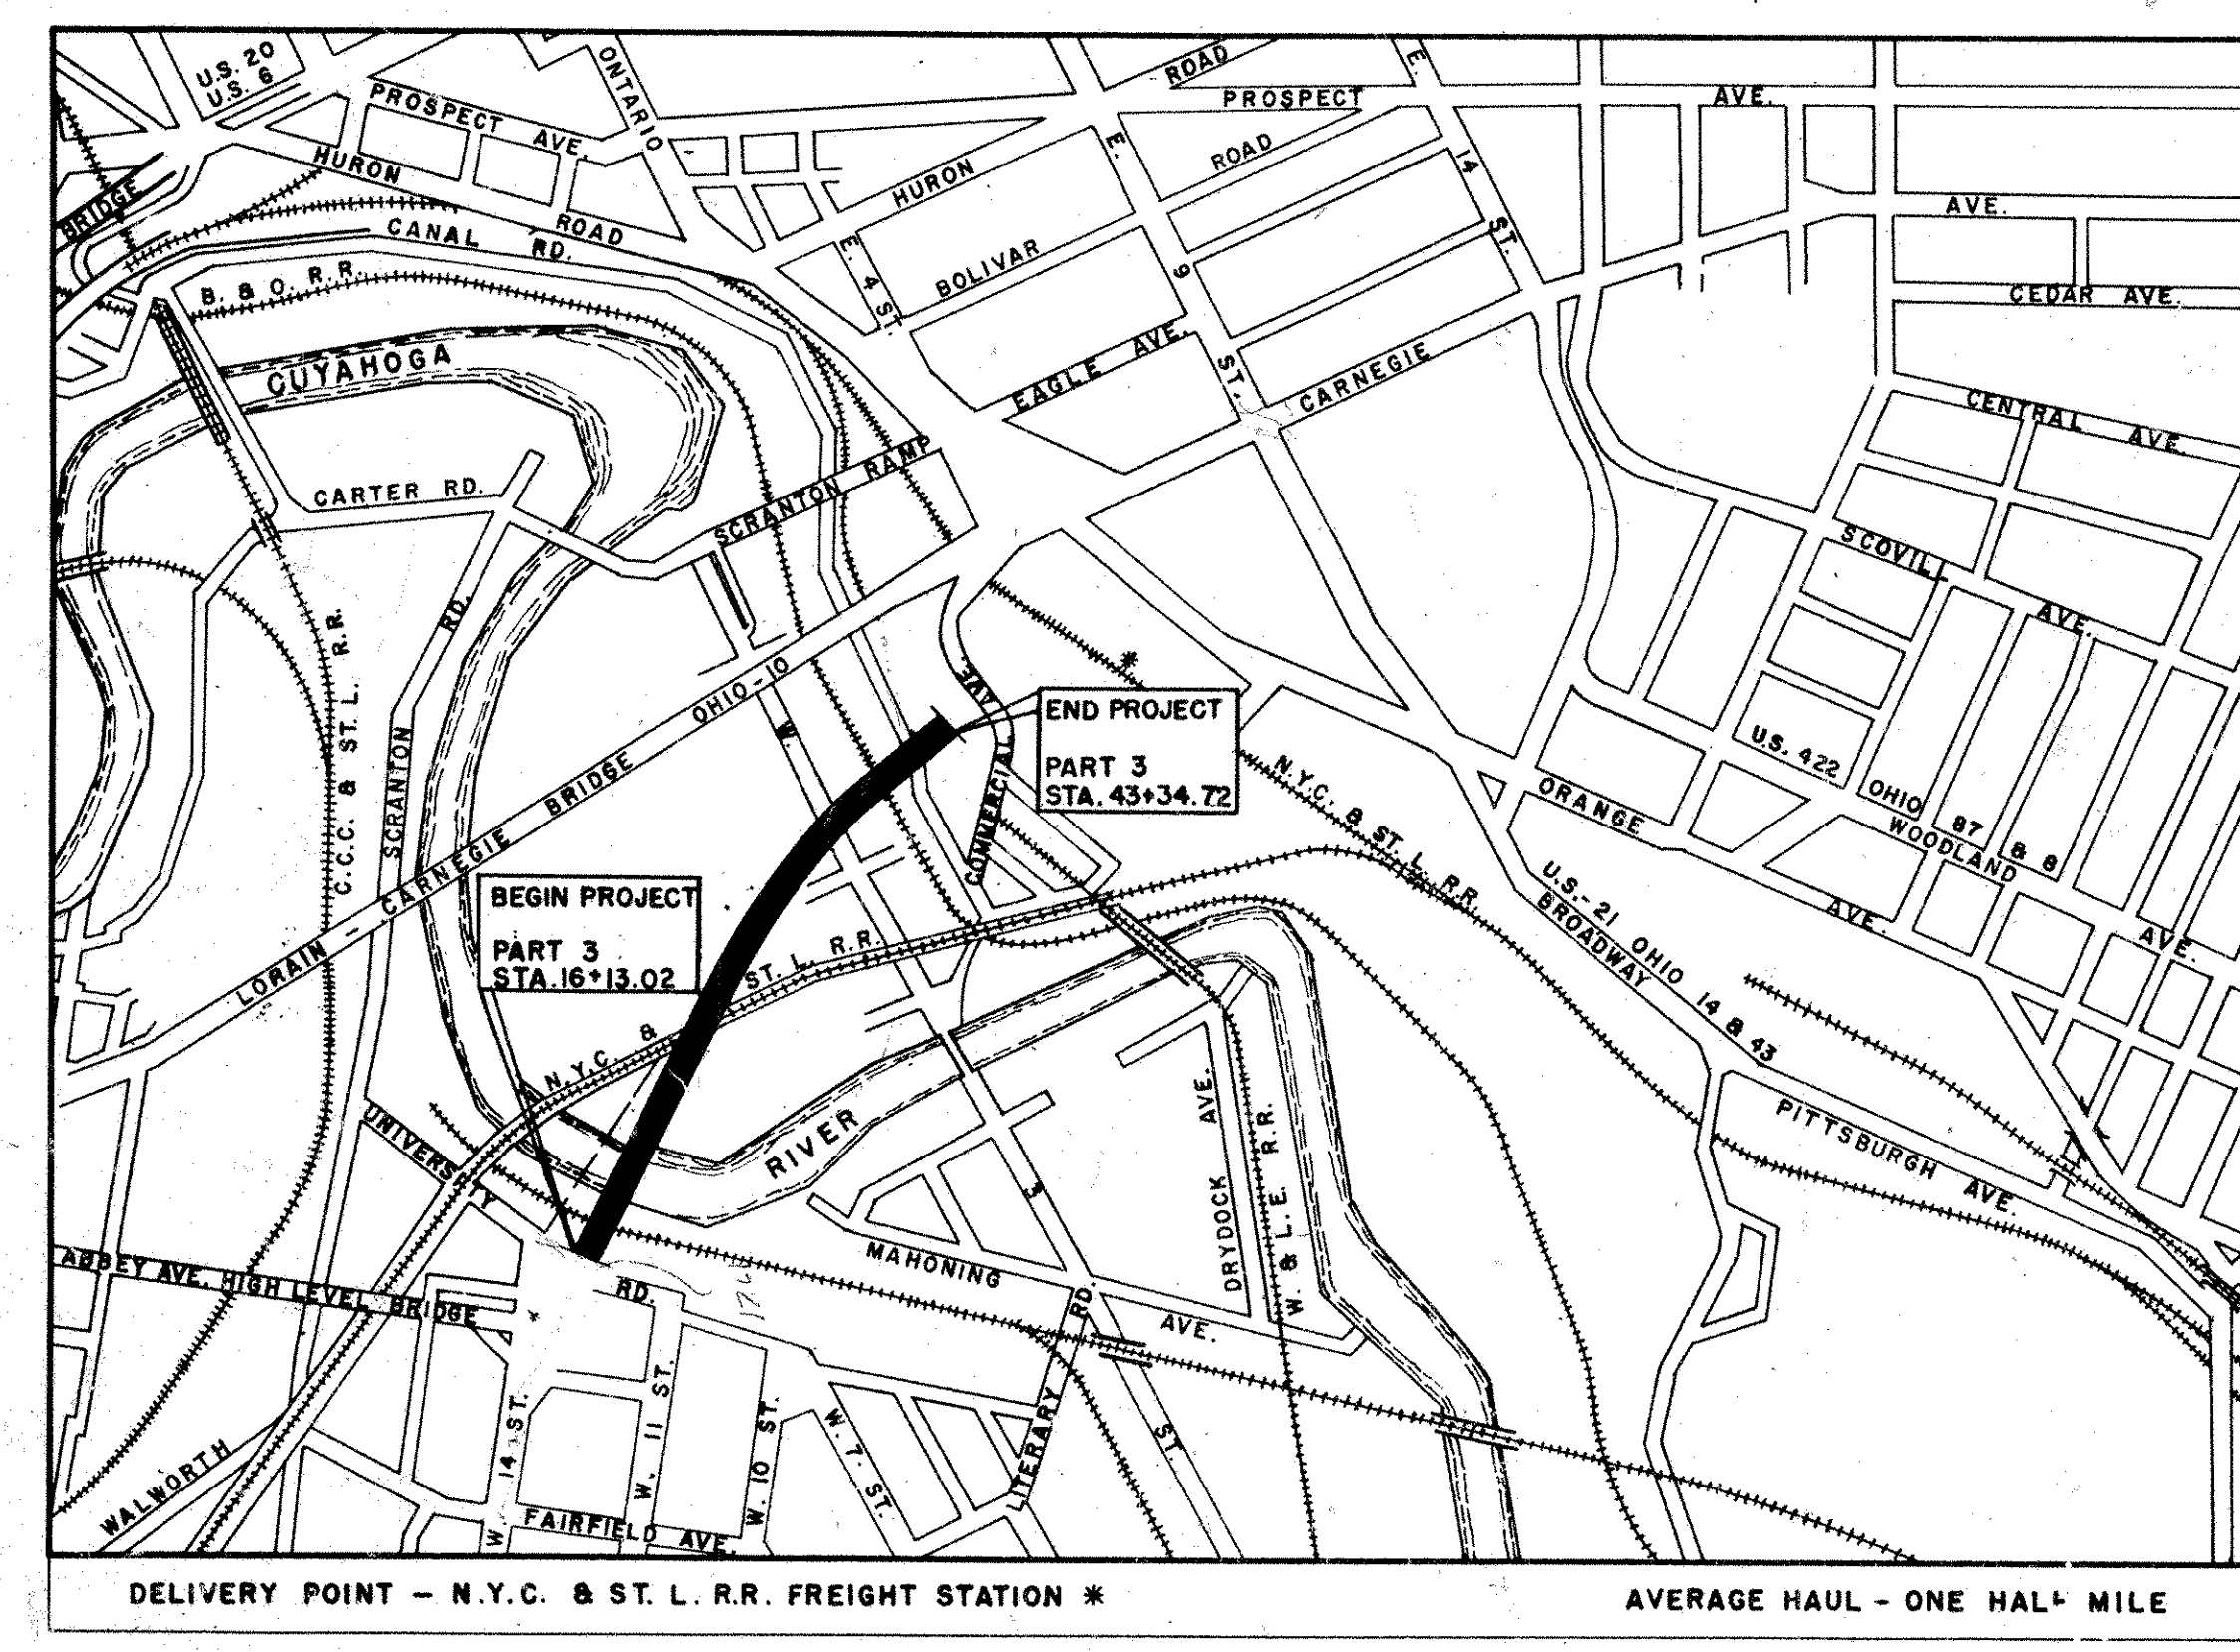 U.S. 20
U.S. 6
ONTARIO
ROAD
E.
PROSPECT AVE.
PROSPECT
AVE.
BRIDGE
HURON
ROAD
HURON
E.
ROAD
14
ST.
AVE.
CANAL RD.
B. & O. R.R.
E. 4 ST.
BOLIVAR
9
ST.
CEDAR AVE.
CUYAHOGA
EAGLE AVE.
CARNEGIE
CENTRAL AVE.
CARTER RD.
SCRANTON RAMP
SCOVILL
AVE.
RD.
SCRANTON
C.C.C. & ST. L. R.R.
OHIO-10
W.
AVE.
COMMERCIAL
*
END PROJECT
PART 3
STA. 43+34.72
N.Y.C. & ST. L. R.R.
U.S. 422
OHIO 87 & 8
WOODLAND
AVE.
ORANGE
AVE.
LORAIN - CARNEGIE BRIDGE
BEGIN PROJECT
PART 3
STA. 16+13.02
N.Y.C. & ST. L. R.R.
U.S.-21 OHIO 14 & 43
BROADWAY
RIVER
UNIVERSITY
RD.
PITTSBURGH AVE.
DRYDOCK AVE.
W. & L.E. R.R.
3
MAHONING
AVE.
RD.
LITERARY
ST.
ABBEY AVE. HIGH LEVEL BRIDGE
WALWORTH
W. 14 ST.
W. 11 ST.
W. 10 ST.
W. 7. ST.
FAIRFIELD AVE.
DELIVERY POINT - N.Y.C. & ST. L. R.R. FREIGHT STATION *
AVERAGE HAUL - ONE HALF MILE